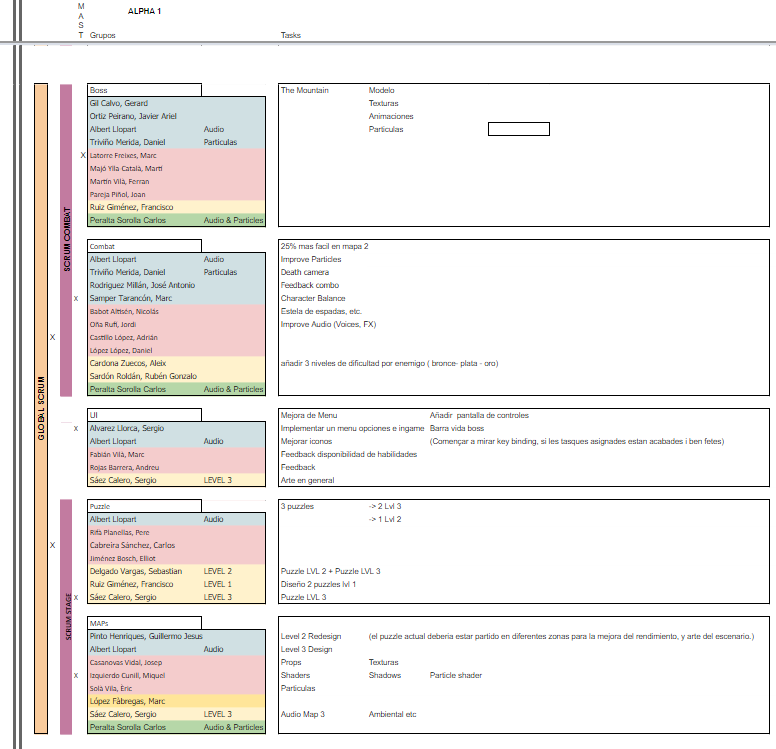 M
A
S
T
ALPHA 1
Grupos Tasks
GLOBAL SCRUM
SCRUM COMBAT
Boss
The Mountain Modelo
Gil Calvo, Gerard Texturas
Ortiz Peirano, Javier Ariel Animaciones
Albert Llopart Audio Particulas
Triviño Merida, Daniel Particulas
X Latorre Freixes, Marc
Majó Vila-Català, Martí
Martín Vilà, Ferran
Pareja Piñol, Joan
Ruiz Giménez, Francisco
Peralta Sorolla Carlos Audio & Particles
Combat 25% mas facil en mapa 2
Albert Llopart Audio Improve Particles
Triviño Merida, Daniel Particulas Death camera
Rodriguez Millán, José Antonio Feedback combo
x Samper Tarancón, Marc Character Balance
Babot Altisén, Nicolás Estela de espadas, etc.
Oña Rufi, Jordi Improve Audio (Voices, FX)
X Castillo López, Adrián
López López, Daniel
Cardona Zuecos, Aleix añadir 3 niveles de dificultad por enemigo ( bronce- plata - oro)
Sardón Roldán, Rubén Gonzalo
Peralta Sorolla Carlos Audio & Particles
UI Mejora de Menu Añadir pantalla de controles
x Alvarez Llorca, Sergio Implementar un menu opciones e ingame Barra vida boss
Albert Llopart Audio Mejorar iconos (Començar a mirar key binding, si les tasques asignades estan acabades i ben fetes)
Fabián Vilà, Marc Feedback disponibilidad de habilidades
Rojas Barrera, Andreu Feedback
Sáez Calero, Sergio LEVEL 3 Arte en general
SCRUM STAGE
Puzzle 3 puzzles -> 2 Lvl 3
Albert Llopart Audio -> 1 Lvl 2
Rifà Planellas, Pere
X Cabreira Sánchez, Carlos
Jiménez Bosch, Elliot
Delgado Vargas, Sebastian LEVEL 2 Puzzle LVL 2 + Puzzle LVL 3
Ruiz Giménez, Francisco LEVEL 1 Diseño 2 puzzles lvl 1
x Sáez Calero, Sergio LEVEL 3 Puzzle LVL 3
MAPs
Pinto Henriques, Guillermo Jesus Level 2 Redesign (el puzle actual deberia estar partido en diferentes zonas para la mejora del rendimiento, y arte del escenario.)
Albert Llopart Audio Level 3 Design
Casanovas Vidal, Josep Props Texturas
x Izquierdo Cunill, Miquel Shaders Shadows Particle shader
Solà Vila, Èric Particulas
López Fàbregas, Marc
Sáez Calero, Sergio LEVEL 3 Audio Map 3 Ambiental etc
Peralta Sorolla Carlos Audio & Particles